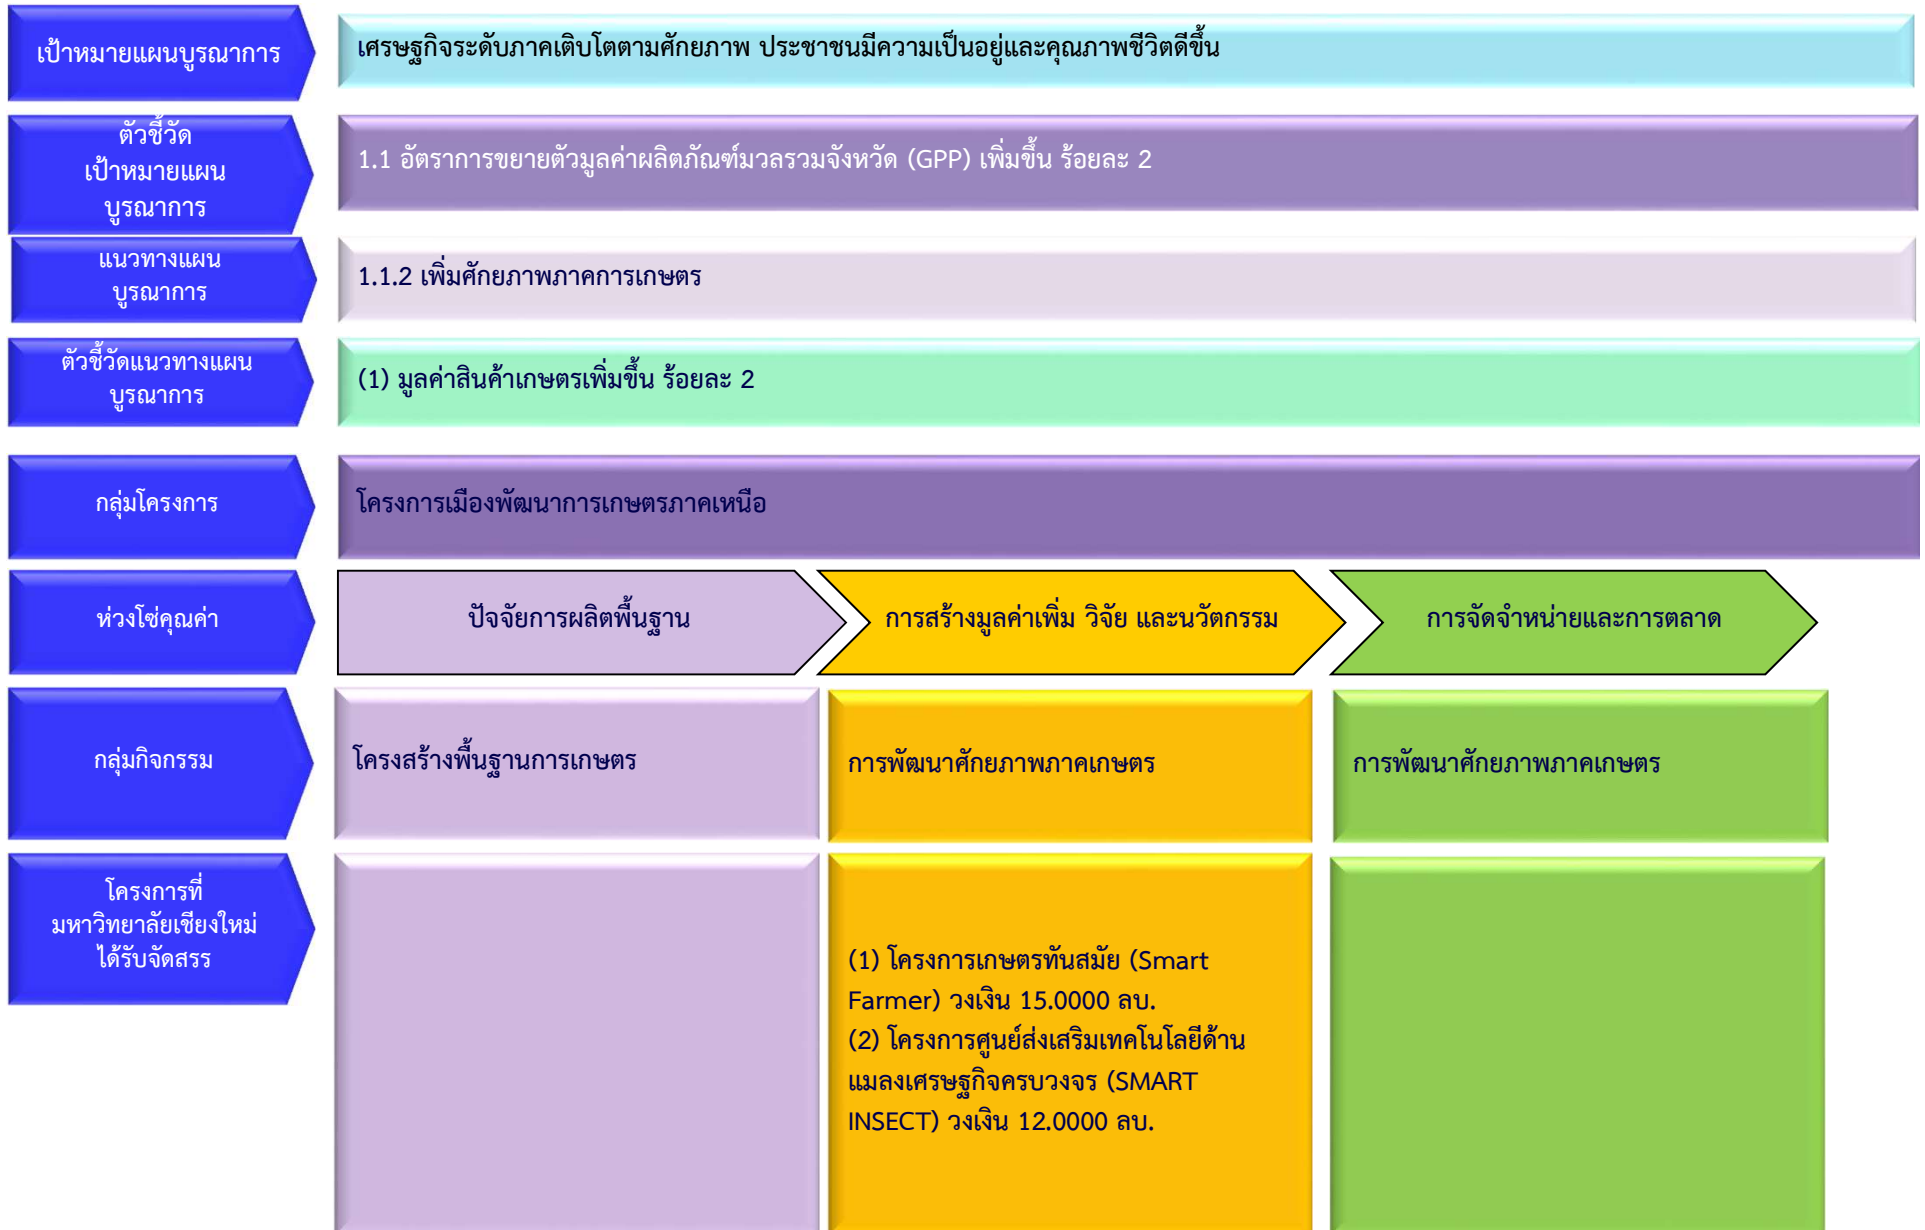 เป้าหมายแผนบูรณาการ
เศรษฐกิจระดับภาคเติบโตตามศักยภาพ ประชาชนมีความเป็นอยู่และคุณภาพชีวิตดีขึ้น
ตัวชี้วัด
เป้าหมายแผน
บูรณาการ
1.1 อัตราการขยายตัวมูลค่าผลิตภัณฑ์มวลรวมจังหวัด (GPP) เพิ่มขึ้น ร้อยละ 2
แนวทางแผน
บูรณาการ
1.1.2 เพิ่มศักยภาพภาคการเกษตร
ตัวชี้วัดแนวทางแผน
บูรณาการ
(1) มูลค่าสินค้าเกษตรเพิ่มขึ้น ร้อยละ 2
กลุ่มโครงการ
โครงการเมืองพัฒนาการเกษตรภาคเหนือ
ห่วงโซ่คุณค่า
ปัจจัยการผลิตพื้นฐาน
การสร้างมูลค่าเพิ่ม วิจัย และนวัตกรรม
การจัดจำหน่ายและการตลาด
กลุ่มกิจกรรม
โครงสร้างพื้นฐานการเกษตร
การพัฒนาศักยภาพภาคเกษตร
การพัฒนาศักยภาพภาคเกษตร
โครงการที่
มหาวิทยาลัยเชียงใหม่
ได้รับจัดสรร
(1) โครงการเกษตรทันสมัย (Smart
Farmer) วงเงิน 15.0000 ลบ.
(2) โครงการศูนย์ส่งเสริมเทคโนโลยีด้าน
แมลงเศรษฐกิจครบวงจร (SMART
INSECT) วงเงิน 12.0000 ลบ.